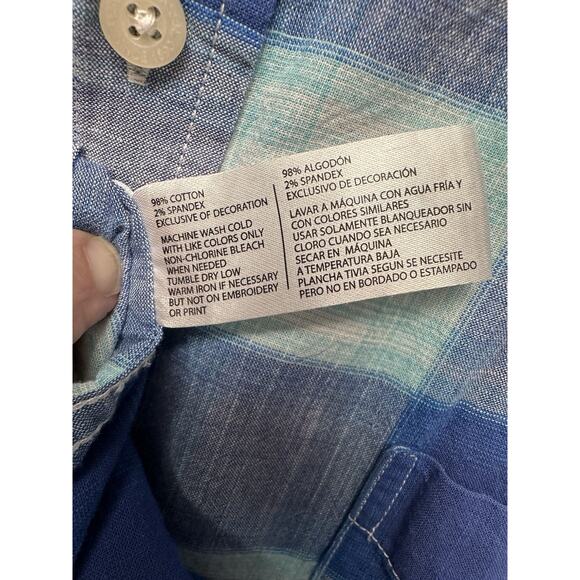 98% COTTON
2% SPANDEX
EXCLUSIVE OF DECORATION
MACHINE WASH COLD
WITH LIKE COLORS ONLY
NON-CHLORINE BLEACH
WHEN NEEDED
TUMBLE DRY LOW
WARM IRON IF NECESSARY
BUT NOT ON EMBROIDERY
OR PRINT
98% ALGODÓN
2% SPANDEX
EXCLUSIVO DE DECORACIÓN
LAVAR A MÁQUINA CON AGUA FRÍA Y
CON COLORES SIMILARES
USAR SOLAMENTE BLANQUEADOR SIN
CLORO CUANDO SEA NECESARIO
SECAR EN MÁQUINA
A TEMPERATURA BAJA
PLANCHA TIVIA SEGUN SE NECESITE
PERO NO EN BORDADO O ESTAMPADO